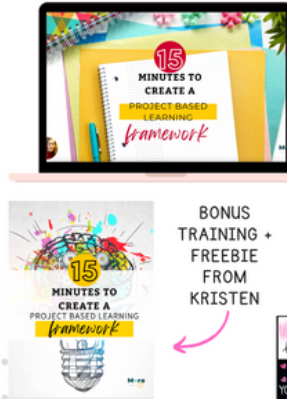 15
MINUTES TO
CREATE A
PROJECT BASED
LEARNING
framework
BONUS
TRAINING +
FREEBIE
FROM
KRISTEN
15
MINUTES TO
CREATE A
PROJECT BASED LEARNING
framework